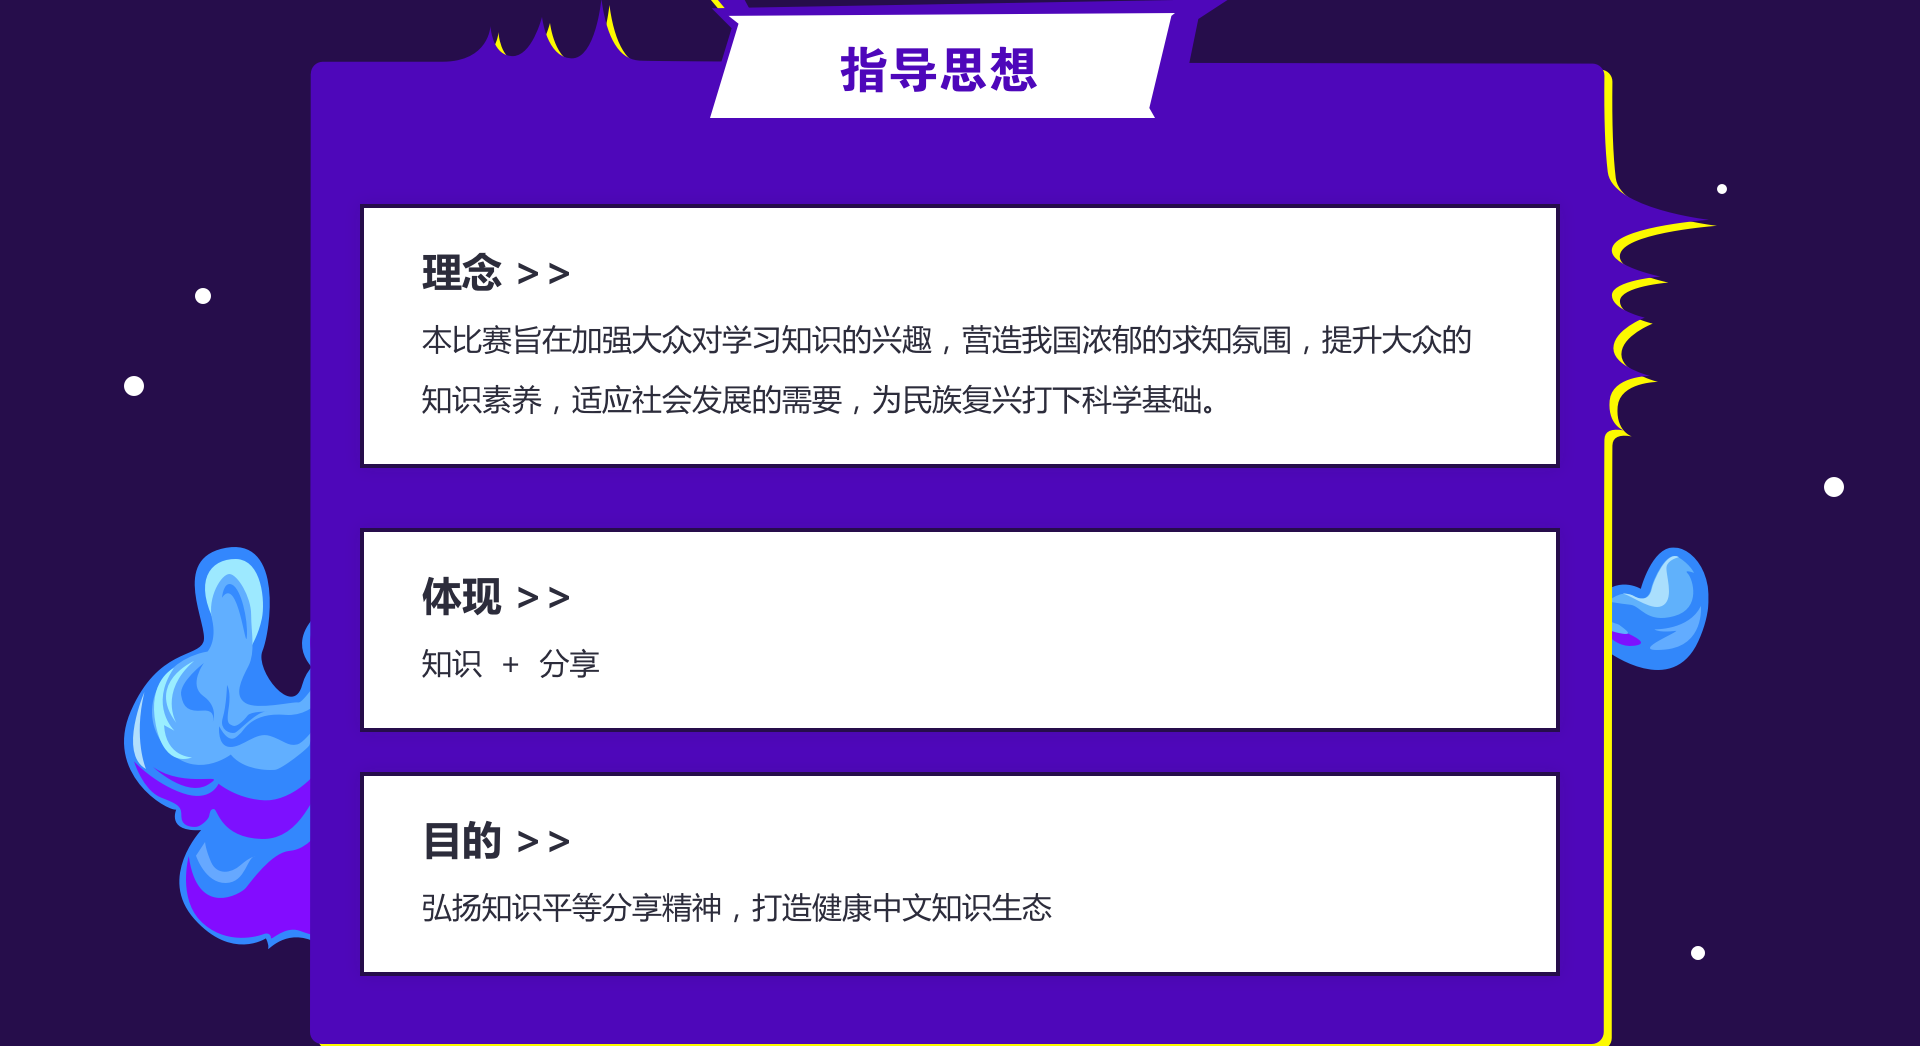 指导思想
理念 >>
本比赛旨在加强大众对学习知识的兴趣，营造我国浓郁的求知氛围，提升大众的
知识素养，适应社会发展的需要，为民族复兴打下科学基础。
体现 >>
知识 + 分享
目的 >>
弘扬知识平等分享精神，打造健康中文知识生态